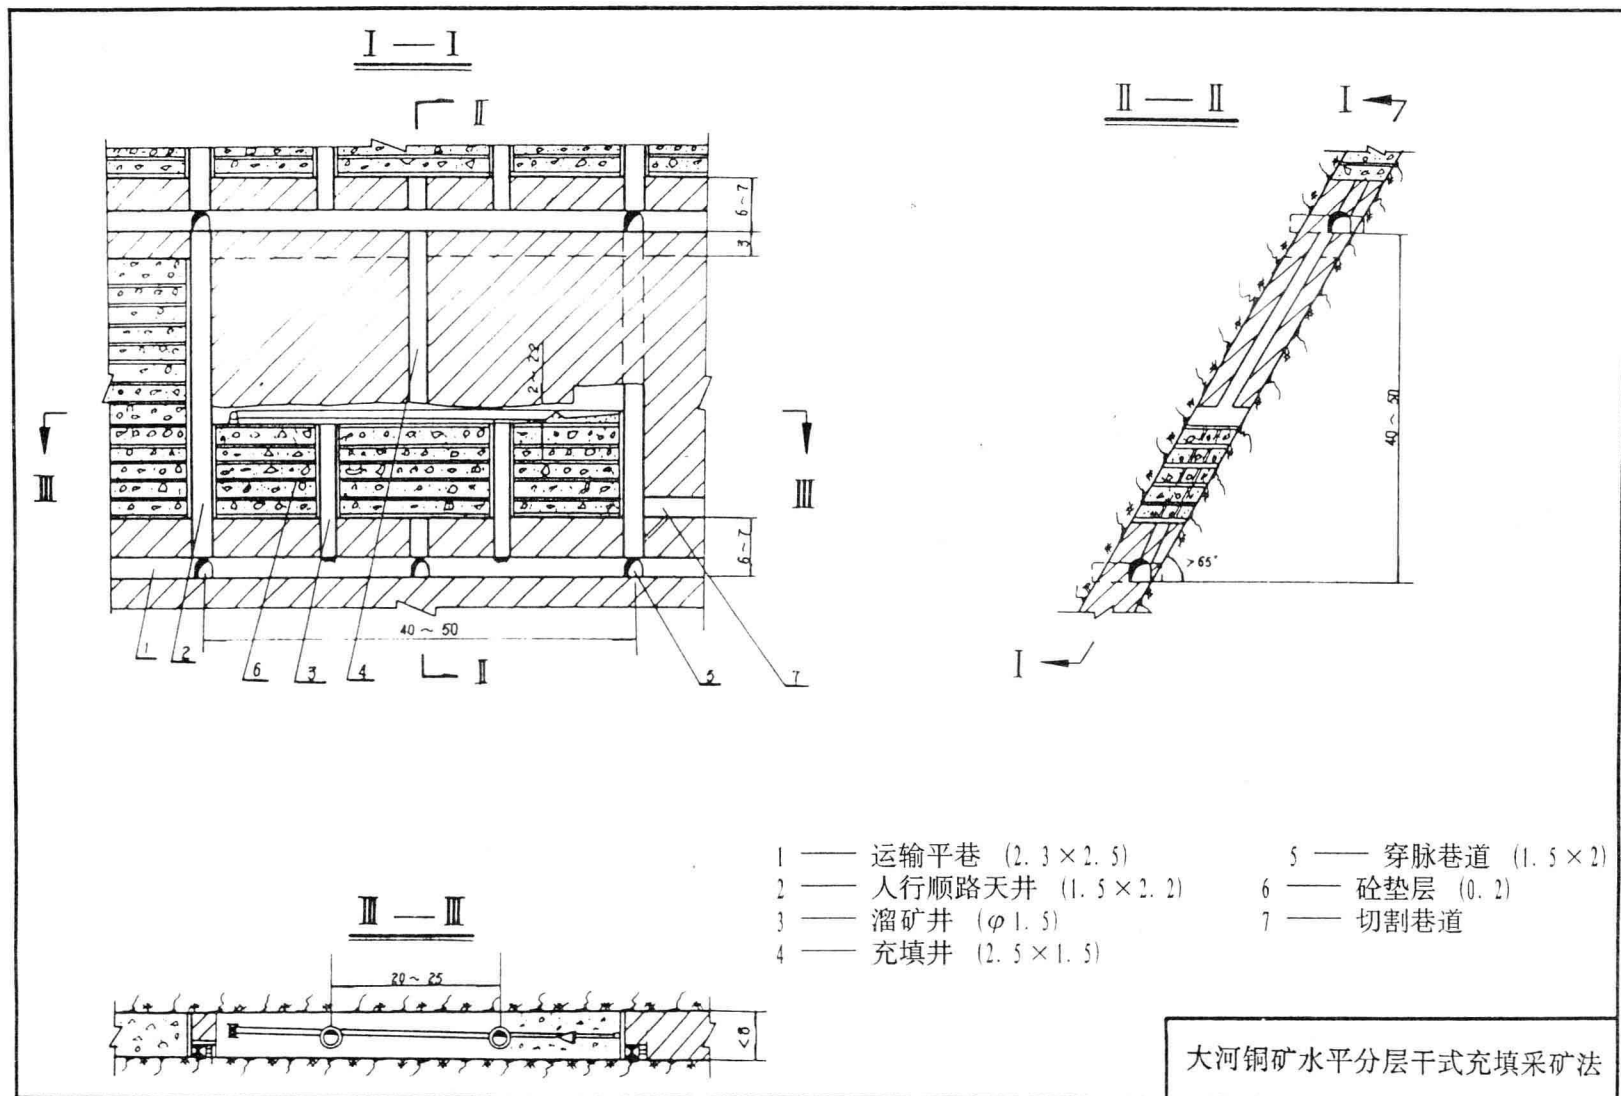 I — I
II
6~7
3
2~2.2
III
III
6~7
40 ~ 50
1
2
6
3
4
II
5
7
II — II
I
40~50
>65°
I
1 —— 运输平巷 (2.3×2.5)
2 —— 人行顺路天井 (1.5×2.2)
3 —— 溜矿井 (φ1.5)
4 —— 充填井 (2.5×1.5)
5 —— 穿脉巷道 (1.5×2)
6 —— 砼垫层 (0.2)
7 —— 切割巷道
III — III
20~25
<8
大河铜矿水平分层干式充填采矿法